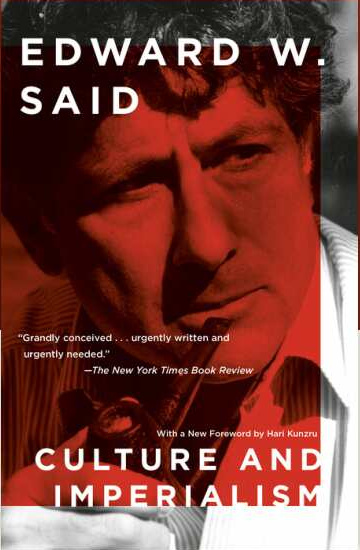 EDWARD W.
SAID
“Grandly conceived . . . urgently written and
urgently needed.”
—The New York Times Book Review
With a New Foreword by Hari Kunzru
CULTURE AND
IMPERIALISM